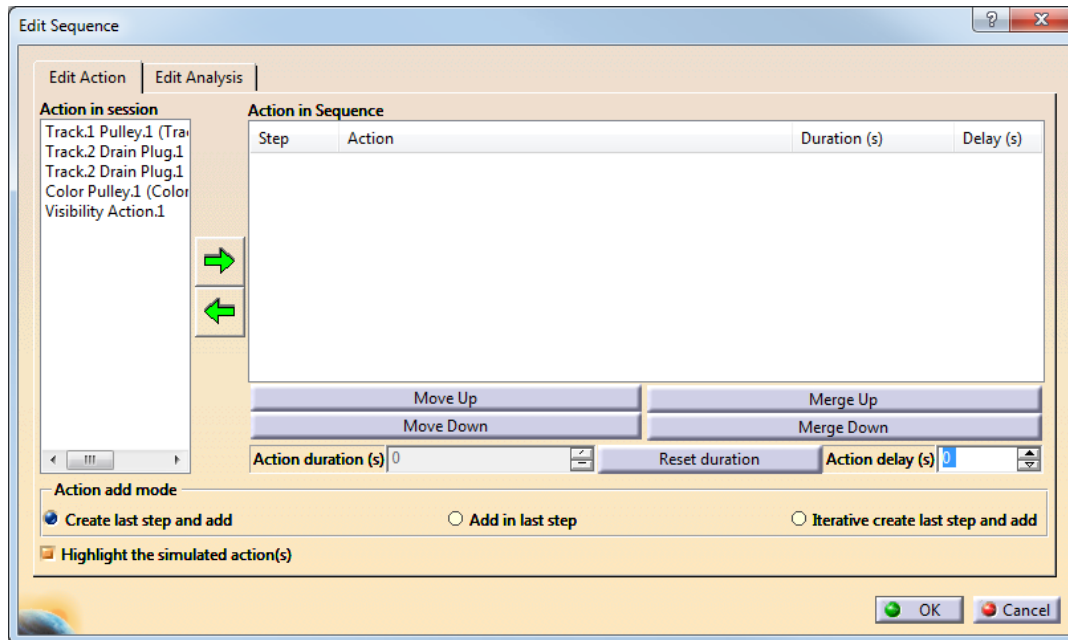 Edit Sequence
Edit Action Edit Analysis
Action in session
Track.1 Pulley.1 (Tra
Track.2 Drain Plug.1
Track.2 Drain Plug.1
Color Pulley.1 (Color
Visibility Action.1
Action in Sequence
Step Action Duration (s) Delay (s)
Move Up Merge Up
Move Down Merge Down
Action duration (s) 0 Reset duration Action delay (s) 0
Action add mode
Create last step and add Add in last step Iterative create last step and add
Highlight the simulated action(s)
OK Cancel